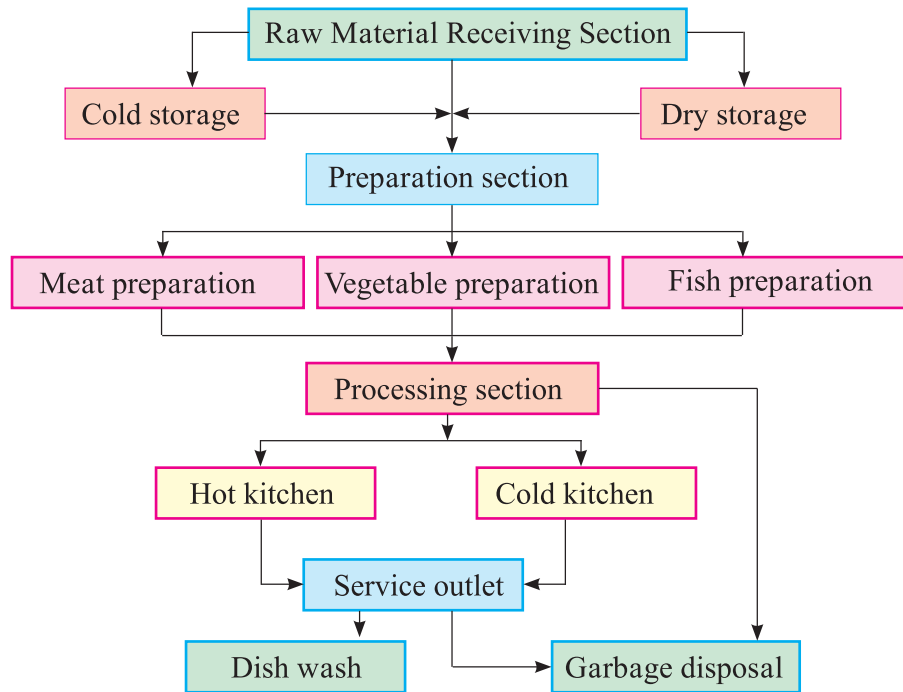 Raw Material Receiving Section
Cold storage
Dry storage
Preparation section
Meat preparation
Vegetable preparation
Fish preparation
Processing section
Hot kitchen
Cold kitchen
Service outlet
Dish wash
Garbage disposal